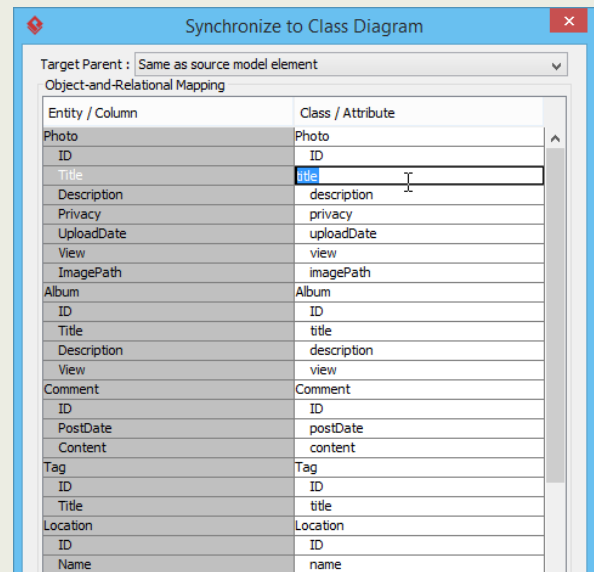 Synchronize to Class Diagram
Target Parent : Same as source model element
Object-and-Relational Mapping
Entity / Column Class / Attribute
Photo Photo
ID ID
Title title
Description description
Privacy privacy
UploadDate uploadDate
View view
ImagePath imagePath
Album Album
ID ID
Title title
Description description
View view
Comment Comment
ID ID
PostDate postDate
Content content
Tag Tag
ID ID
Title title
Location Location
ID ID
Name name